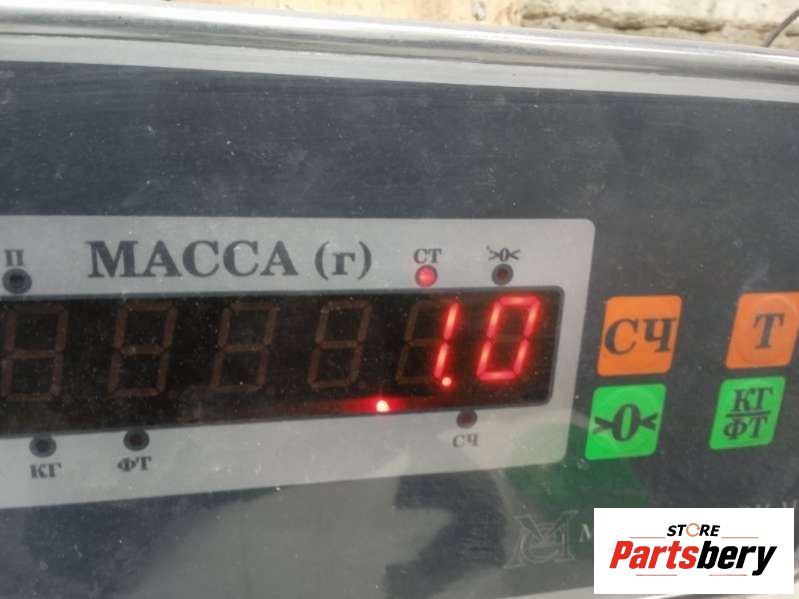 П МАССА (г) СТ >0<
1.0
КГ ФТ СЧ
СЧ Т
>0< КГ/ФТ
STORE
Partsbery